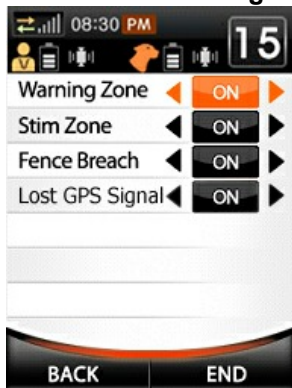 08:30 PM
15
Warning Zone ON
Stim Zone ON
Fence Breach ON
Lost GPS Signal ON
BACK END